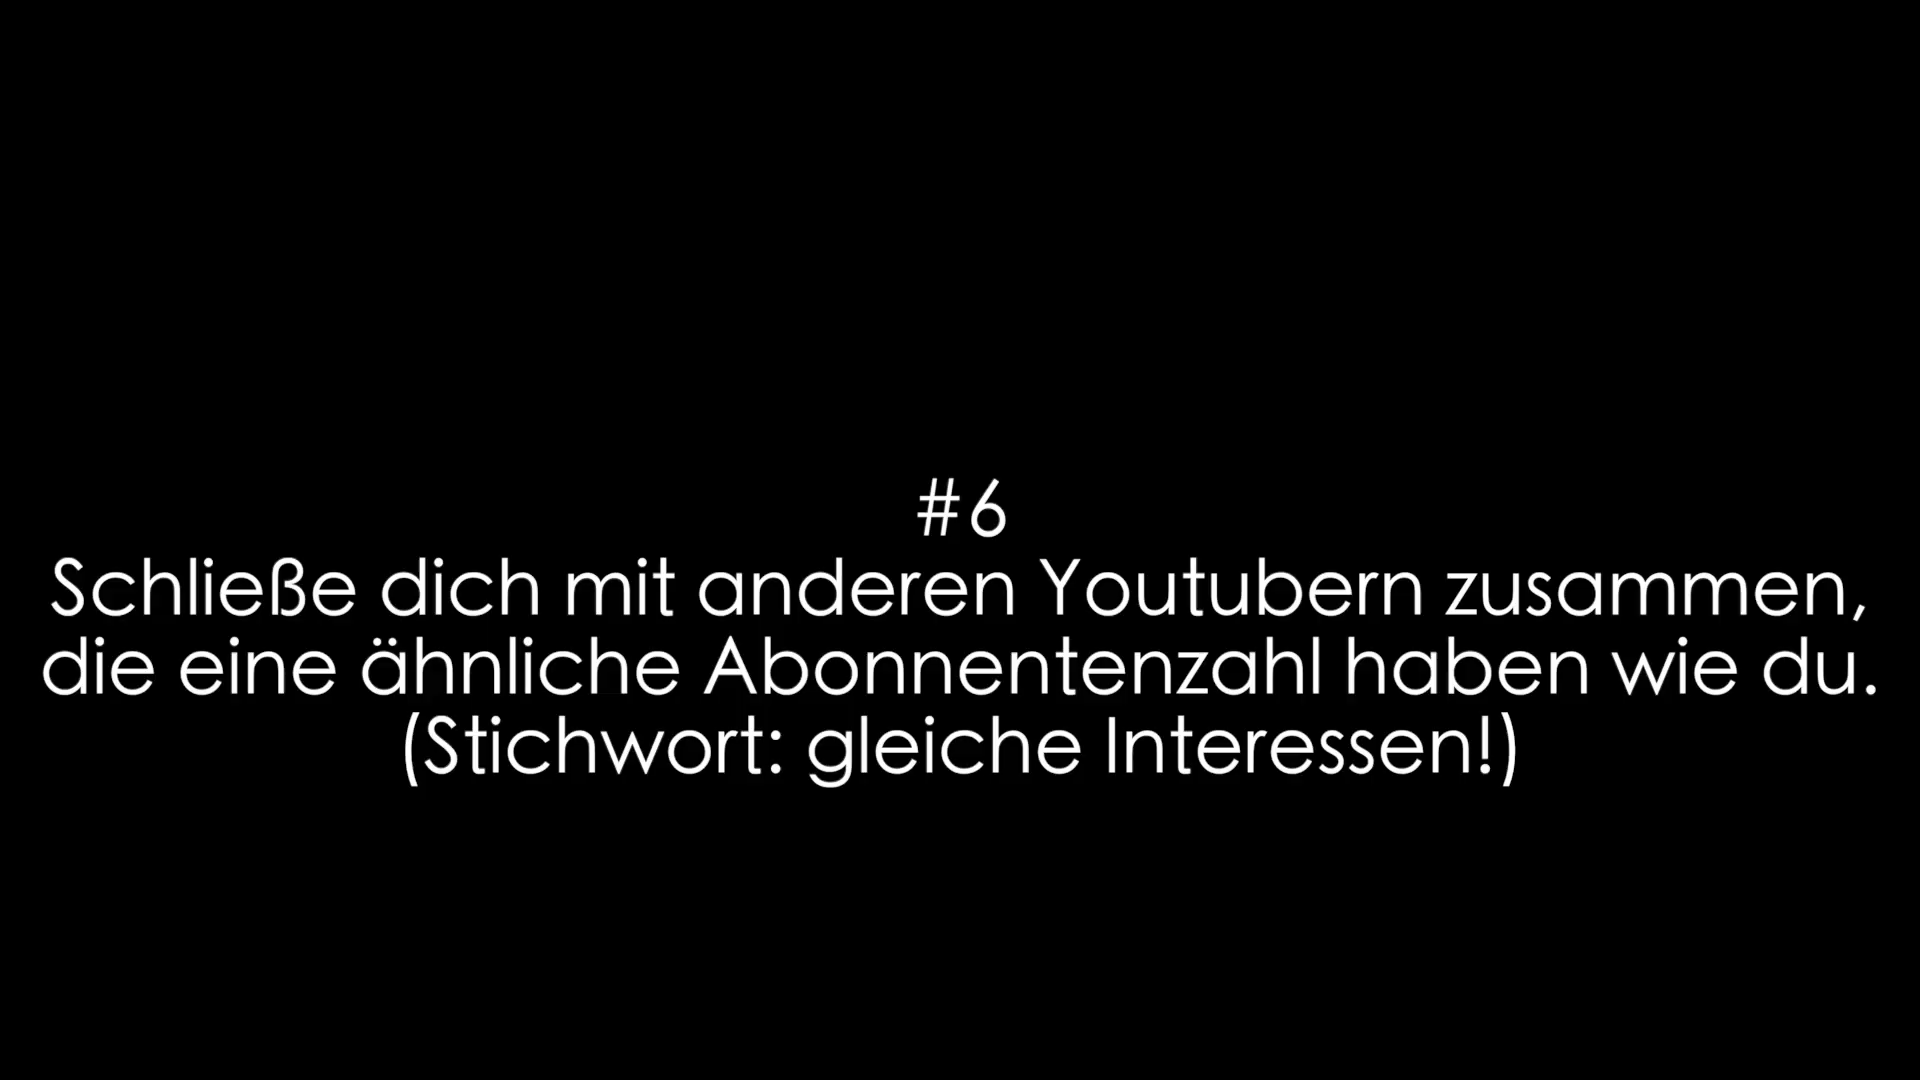 #6
Schließe dich mit anderen Youtubern zusammen,
die eine ähnliche Abonnentenzahl haben wie du.
(Stichwort: gleiche Interessen!)